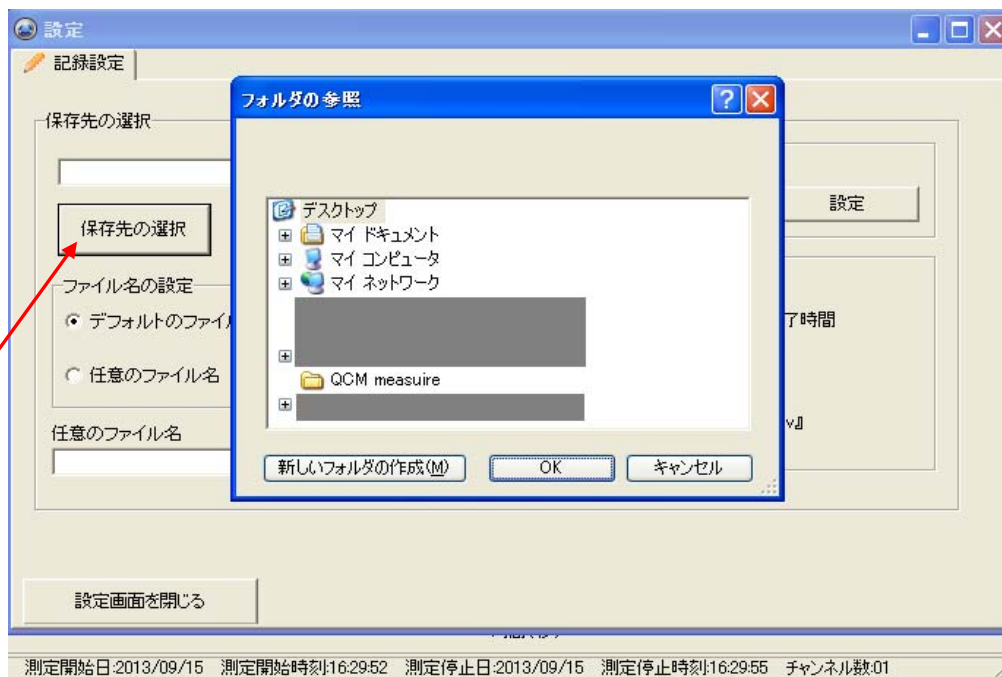 設定
記録設定
フォルダの参照
保存先の選択
デスクトップ
マイ ドキュメント
マイ コンピュータ
マイ ネットワーク
QCM measuire
保存先の選択
設定
ファイル名の設定
デフォルトのファイ
了時間
任意のファイル名
任意のファイル名
v』
新しいフォルダの作成(M)
OK
キャンセル
設定画面を閉じる
測定開始日:2013/09/15 測定開始時刻:16:29:52 測定停止日:2013/09/15 測定停止時刻:16:29:55 チャンネル数:01